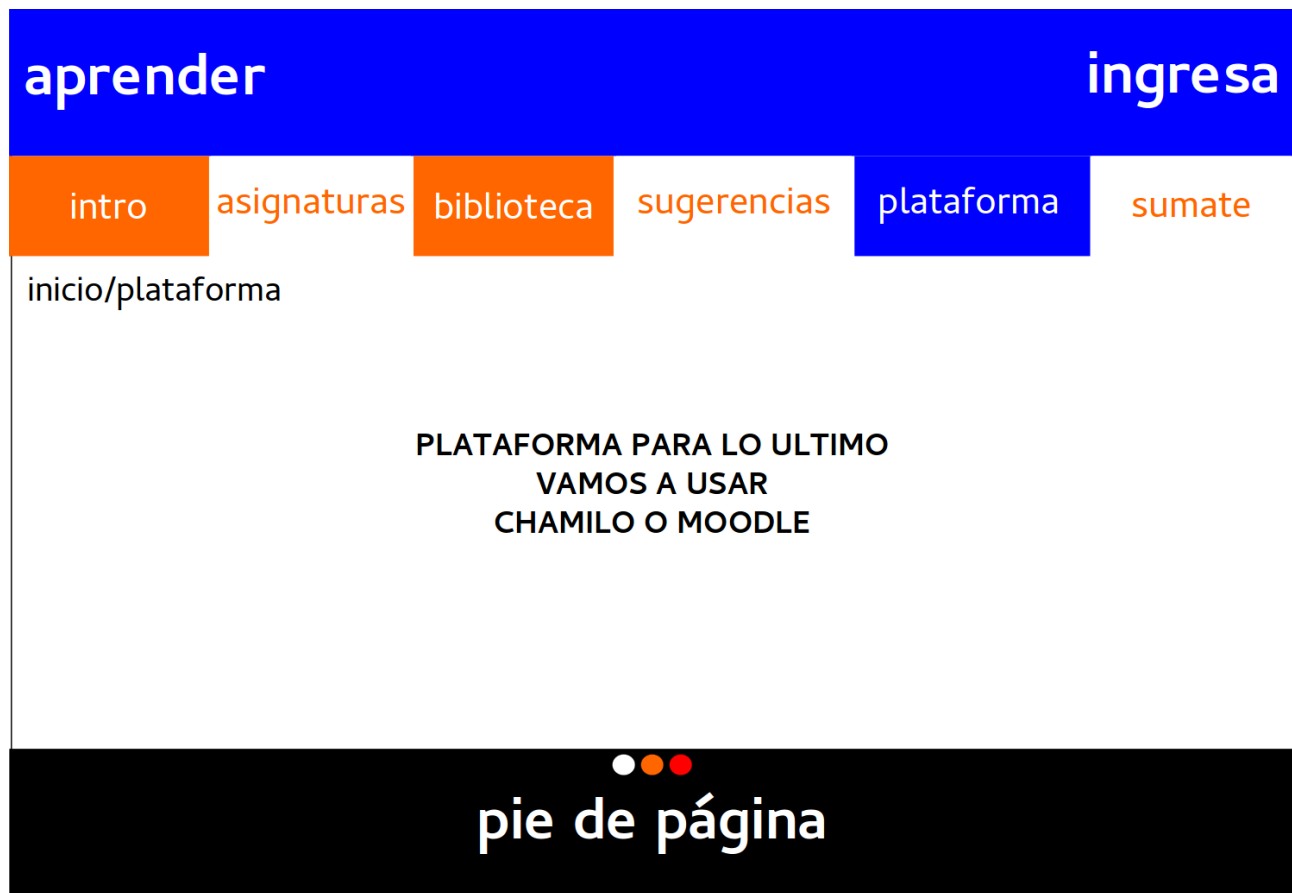 aprender ingresa
intro asignaturas biblioteca sugerencias plataforma sumate
inicio/plataforma
PLATAFORMA PARA LO ULTIMO
VAMOS A USAR
CHAMILO O MOODLE
pie de página